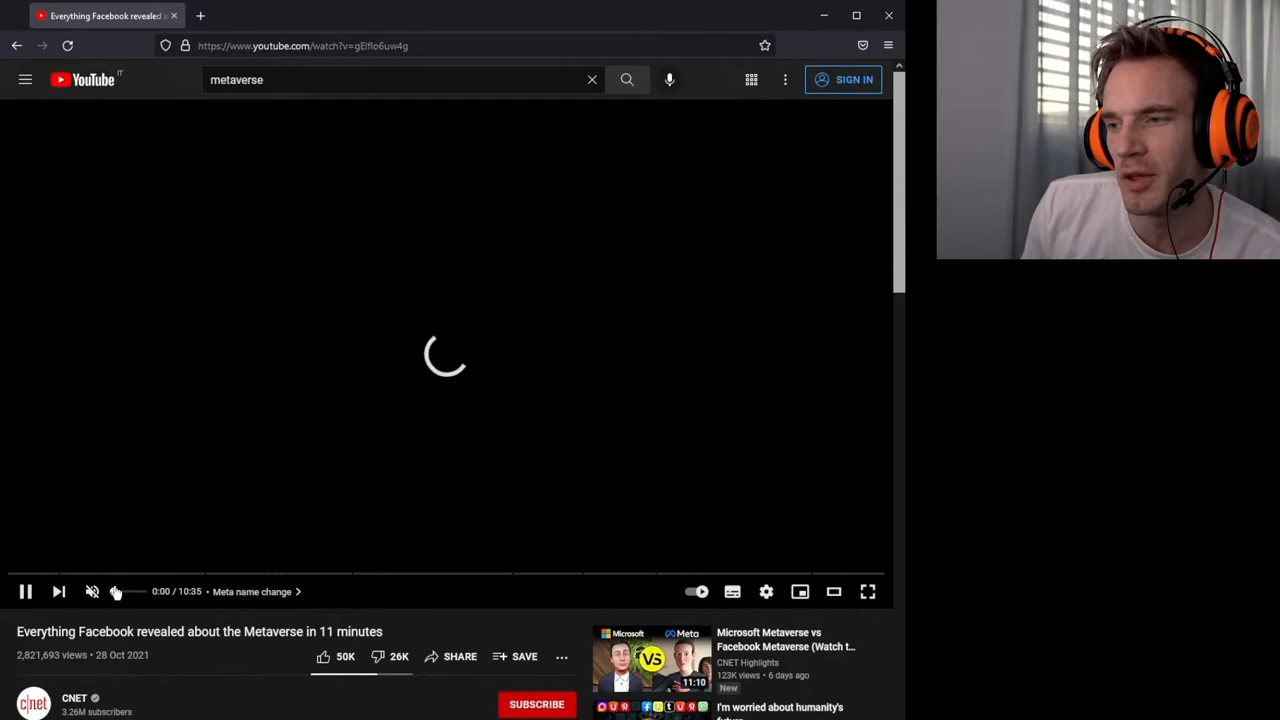 Everything Facebook revealed a
https://www.youtube.com/watch?v=gElfIo6uw4g
YouTube IT
metaverse
SIGN IN
0:00 / 10:35 • Meta name change >
Everything Facebook revealed about the Metaverse in 11 minutes
2,821,693 views • 28 Oct 2021
50K
26K
SHARE
SAVE
c|net
CNET
3.26M subscribers
SUBSCRIBE
Microsoft
Meta
VS
11:10
Microsoft Metaverse vs
Facebook Metaverse (Watch t...
CNET Highlights
123K views • 6 days ago
New
I'm worried about humanity's